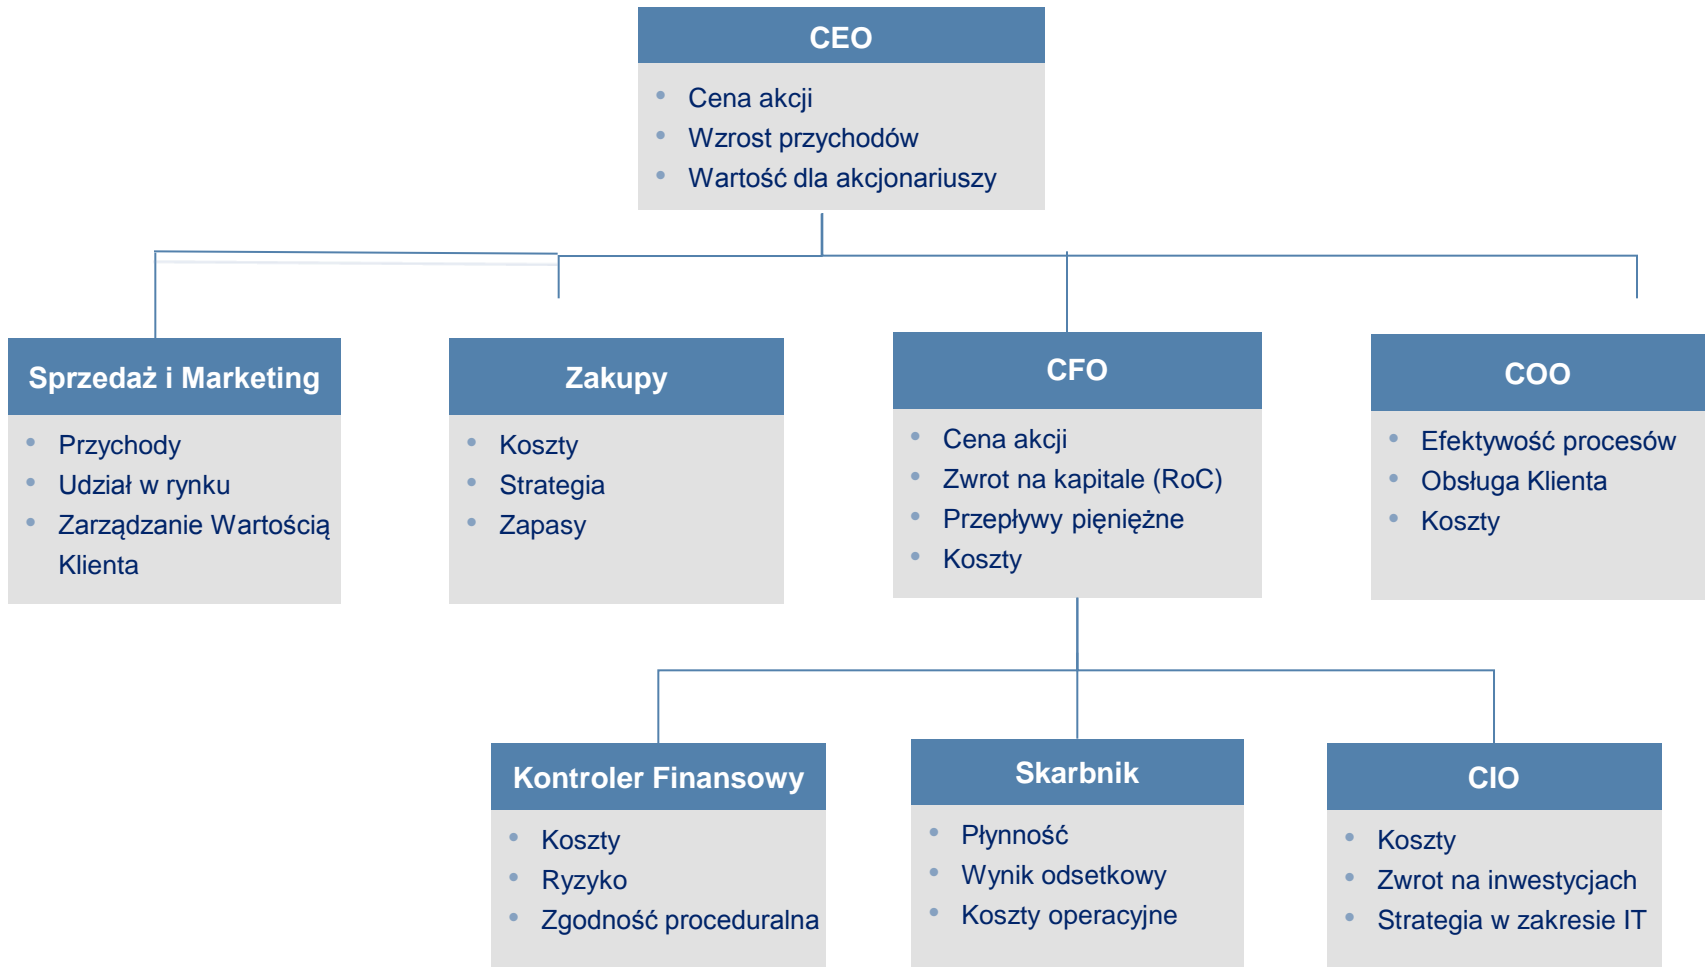 CEO
• Cena akcji
• Wzrost przychodów
• Wartość dla akcjonariuszy
Sprzedaż i Marketing
• Przychody
• Udział w rynku
• Zarządzanie Wartością
Klienta
Zakupy
• Koszty
• Strategia
• Zapasy
CFO
• Cena akcji
• Zwrot na kapitale (RoC)
• Przepływy pieniężne
• Koszty
COO
• Efektywość procesów
• Obsługa Klienta
• Koszty
Kontroler Finansowy
• Koszty
• Ryzyko
• Zgodność proceduralna
Skarbnik
• Płynność
• Wynik odsetkowy
• Koszty operacyjne
CIO
• Koszty
• Zwrot na inwestycjach
• Strategia w zakresie IT